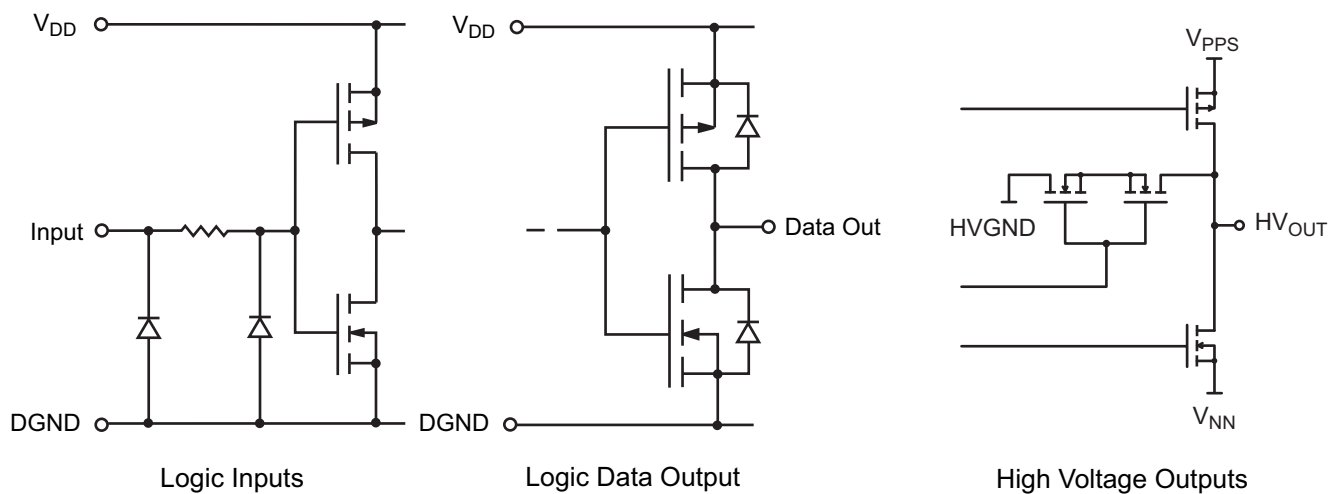 VDD
Input
DGND
Logic Inputs
VDD
Data Out
DGND
Logic Data Output
VPPS
HVGND
HVOUT
VNN
High Voltage Outputs